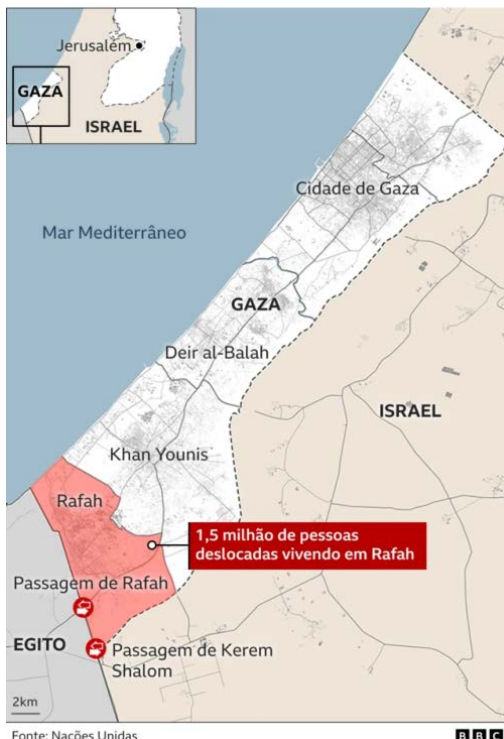 Jerusalém
GAZA
ISRAEL
Cidade de Gaza
Mar Mediterrâneo
GAZA
Deir al-Balah
ISRAEL
Khan Younis
Rafah
1,5 milhão de pessoas
deslocadas vivendo em Rafah
Passagem de Rafah
EGITO
Passagem de Kerem
Shalom
2km
Fonte: Nações Unidas
BBC